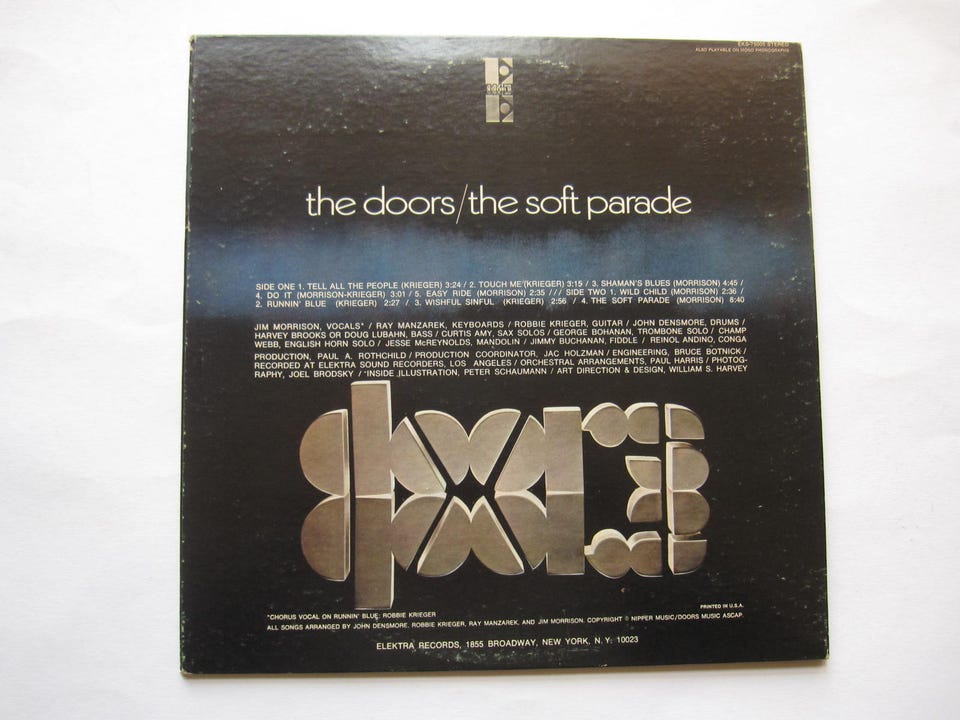 EKS-75005 STEREO
ALSO PLAYABLE ON MONO PHONOGRAPHS
the doors/the soft parade
SIDE ONE 1. TELL ALL THE PEOPLE (KRIEGER) 3:24 / 2. TOUCH ME (KRIEGER) 3:15 / 3. SHAMAN'S BLUES (MORRISON) 4:45 /
4. DO IT (MORRISON-KRIEGER) 3:01 / 5. EASY RIDE (MORRISON) 2:35 /// SIDE TWO 1. WILD CHILD (MORRISON) 2:36 /
2. RUNNIN' BLUE (KRIEGER) 2:27 / 3. WISHFUL SINFUL (KRIEGER) 2:56 / 4. THE SOFT PARADE (MORRISON) 8:40
JIM MORRISON, VOCALS* / RAY MANZAREK, KEYBOARDS / ROBBIE KRIEGER, GUITAR / JOHN DENSMORE, DRUMS /
HARVEY BROOKS OR DOUG LUBAHN, BASS / CURTIS AMY, SAX SOLOS / GEORGE BOHANAN, TROMBONE SOLO / CHAMP
WEBB, ENGLISH HORN SOLO / JESSE McREYNOLDS, MANDOLIN / JIMMY BUCHANAN, FIDDLE / REINOL ANDINO, CONGA
PRODUCTION, PAUL A. ROTHCHILD / PRODUCTION COORDINATOR, JAC HOLZMAN / ENGINEERING, BRUCE BOTNICK /
RECORDED AT ELEKTRA SOUND RECORDERS, LOS ANGELES / ORCHESTRAL ARRANGEMENTS, PAUL HARRIS / PHOTOG-
RAPHY, JOEL BRODSKY / INSIDE ILLUSTRATION, PETER SCHAUMANN / ART DIRECTION & DESIGN, WILLIAM S. HARVEY
doors
PRINTED IN U.S.A.
*CHORUS VOCAL ON RUNNIN' BLUE: ROBBIE KRIEGER
ALL SONGS ARRANGED BY JOHN DENSMORE, ROBBIE KRIEGER, RAY MANZAREK, AND JIM MORRISON. COPYRIGHT © NIPPER MUSIC/DOORS MUSIC ASCAP.
ELEKTRA RECORDS, 1855 BROADWAY, NEW YORK, N.Y. 10023